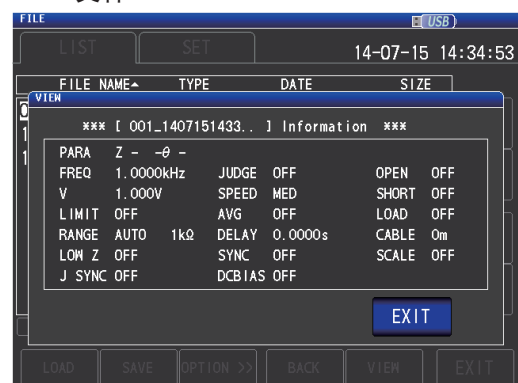 FILE
USB
LIST SET 14-07-15 14:34:53
FILE NAME▲ TYPE DATE SIZE
VIEW
*** [ 001_1407151433.. ] Information ***
PARA Z - -θ -
FREQ 1.0000kHz JUDGE OFF OPEN OFF
V 1.000V SPEED MED SHORT OFF
LIMIT OFF AVG OFF LOAD OFF
RANGE AUTO 1kΩ DELAY 0.0000s CABLE 0m
LOW Z OFF SYNC OFF SCALE OFF
J SYNC OFF DCBIAS OFF
EXIT
LOAD SAVE OPTION >> BACK VIEW EXIT